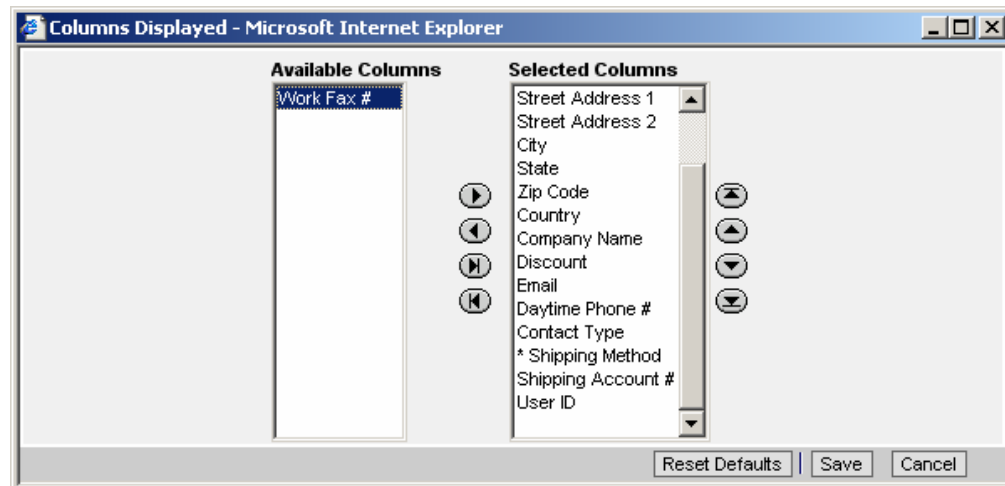 Columns Displayed - Microsoft Internet Explorer
Available Columns
Work Fax #
Selected Columns
Street Address 1
Street Address 2
City
State
Zip Code
Country
Company Name
Discount
Email
Daytime Phone #
Contact Type
* Shipping Method
Shipping Account #
User ID
Reset Defaults
Save
Cancel